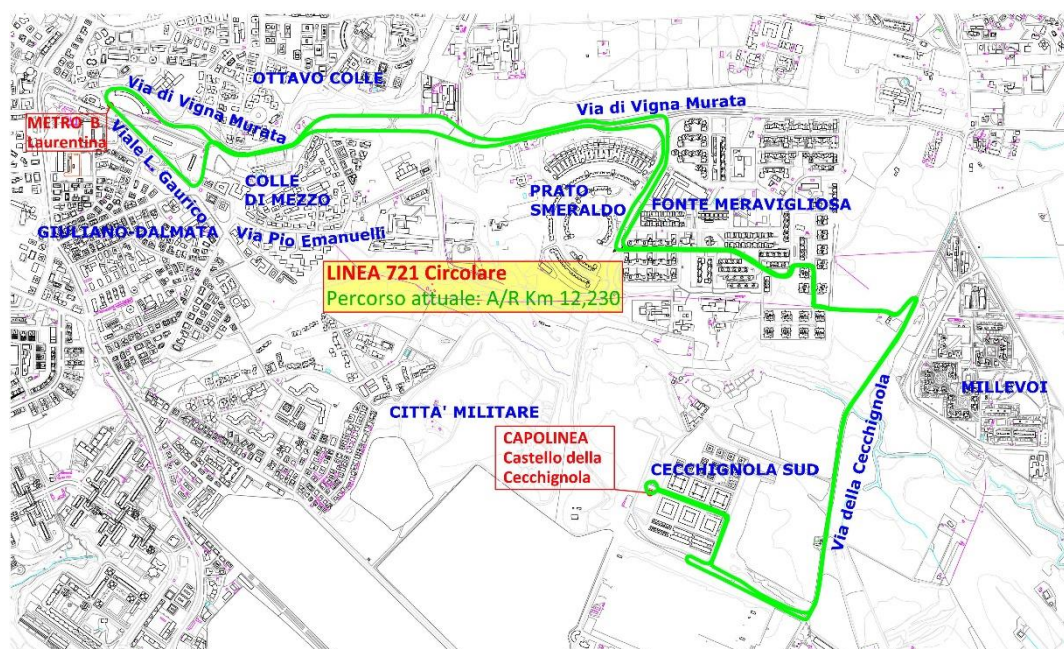 OTTAVO COLLE
Via di Vigna Murata
Via di Vigna Murata
METRO B
Laurentina
Viale L. Gaurico
COLLE
DI MEZZO
PRATO
SMERALDO
FONTE MERAVIGLIOSA
GIULIANO-DALMATA
Via Pio Emanuelli
LINEA 721 Circolare
Percorso attuale: A/R Km 12,230
MILLEVOI
CITTA' MILITARE
Via della Cecchignola
CAPOLINEA
Castello della
Cecchignola
CECCHIGNOLA SUD